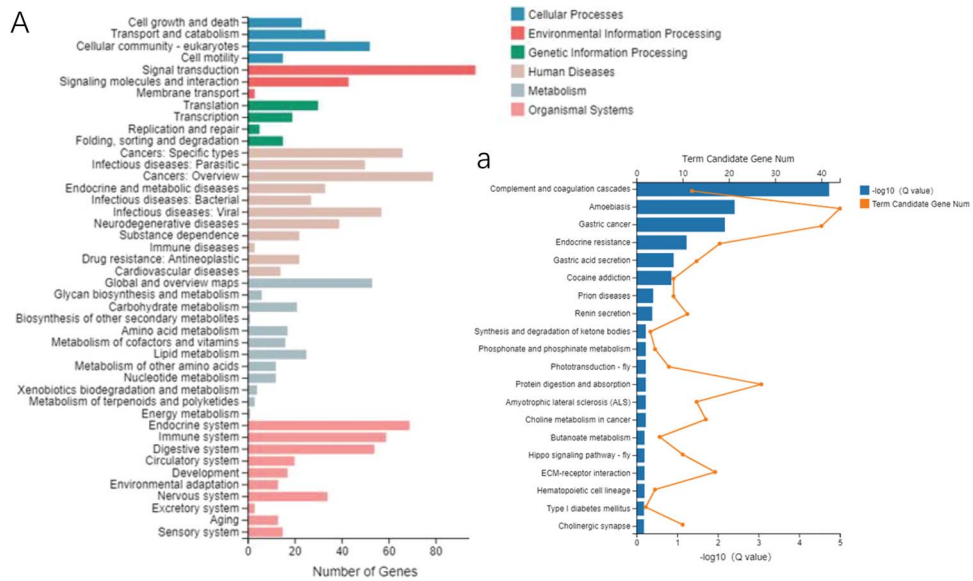 A
Cell growth and death
Transport and catabolism
Cellular community - eukaryotes
Cell motility
Signal transduction
Signaling molecules and interaction
Membrane transport
Translation
Transcription
Replication and repair
Folding, sorting and degradation
Cancers: Specific types
Infectious diseases: Parasitic
Cancers: Overview
Endocrine and metabolic diseases
Infectious diseases: Bacterial
Infectious diseases: Viral
Neurodegenerative diseases
Substance dependence
Immune diseases
Drug resistance: Antineoplastic
Cardiovascular diseases
Global and overview maps
Glycan biosynthesis and metabolism
Carbohydrate metabolism
Biosynthesis of other secondary metabolites
Amino acid metabolism
Metabolism of cofactors and vitamins
Lipid metabolism
Metabolism of other amino acids
Nucleotide metabolism
Xenobiotics biodegradation and metabolism
Metabolism of terpenoids and polyketides
Energy metabolism
Endocrine system
Immune system
Digestive system
Circulatory system
Development
Environmental adaptation
Nervous system
Excretory system
Aging
Sensory system
0 20 40 60 80
Number of Genes
Cellular Processes
Environmental Information Processing
Genetic Information Processing
Human Diseases
Metabolism
Organismal Systems
a
Term Candidate Gene Num
0 10 20 30 40
Complement and coagulation cascades
Amoebiasis
Gastric cancer
Endocrine resistance
Gastric acid secretion
Cocaine addiction
Prion diseases
Renin secretion
Synthesis and degradation of ketone bodies
Phosphonate and phosphinate metabolism
Phototransduction - fly
Protein digestion and absorption
Amyotrophic lateral sclerosis (ALS)
Choline metabolism in cancer
Butanoate metabolism
Hippo signaling pathway - fly
ECM-receptor interaction
Hematopoietic cell lineage
Type I diabetes mellitus
Cholinergic synapse
0 1 2 3 4 5
-log10 (Q value)
-log10 (Q value)
Term Candidate Gene Num